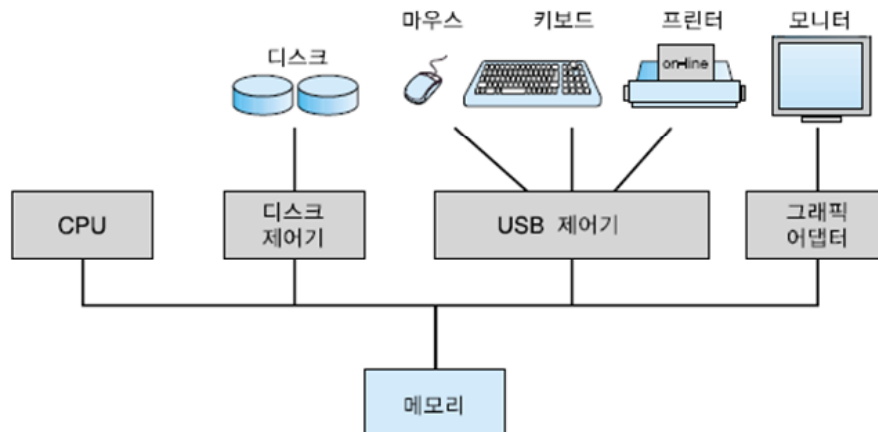 마우스
키보드
프린터
모니터
디스크
on-line
CPU
디스크
제어기
USB 제어기
그래픽
어댑터
메모리